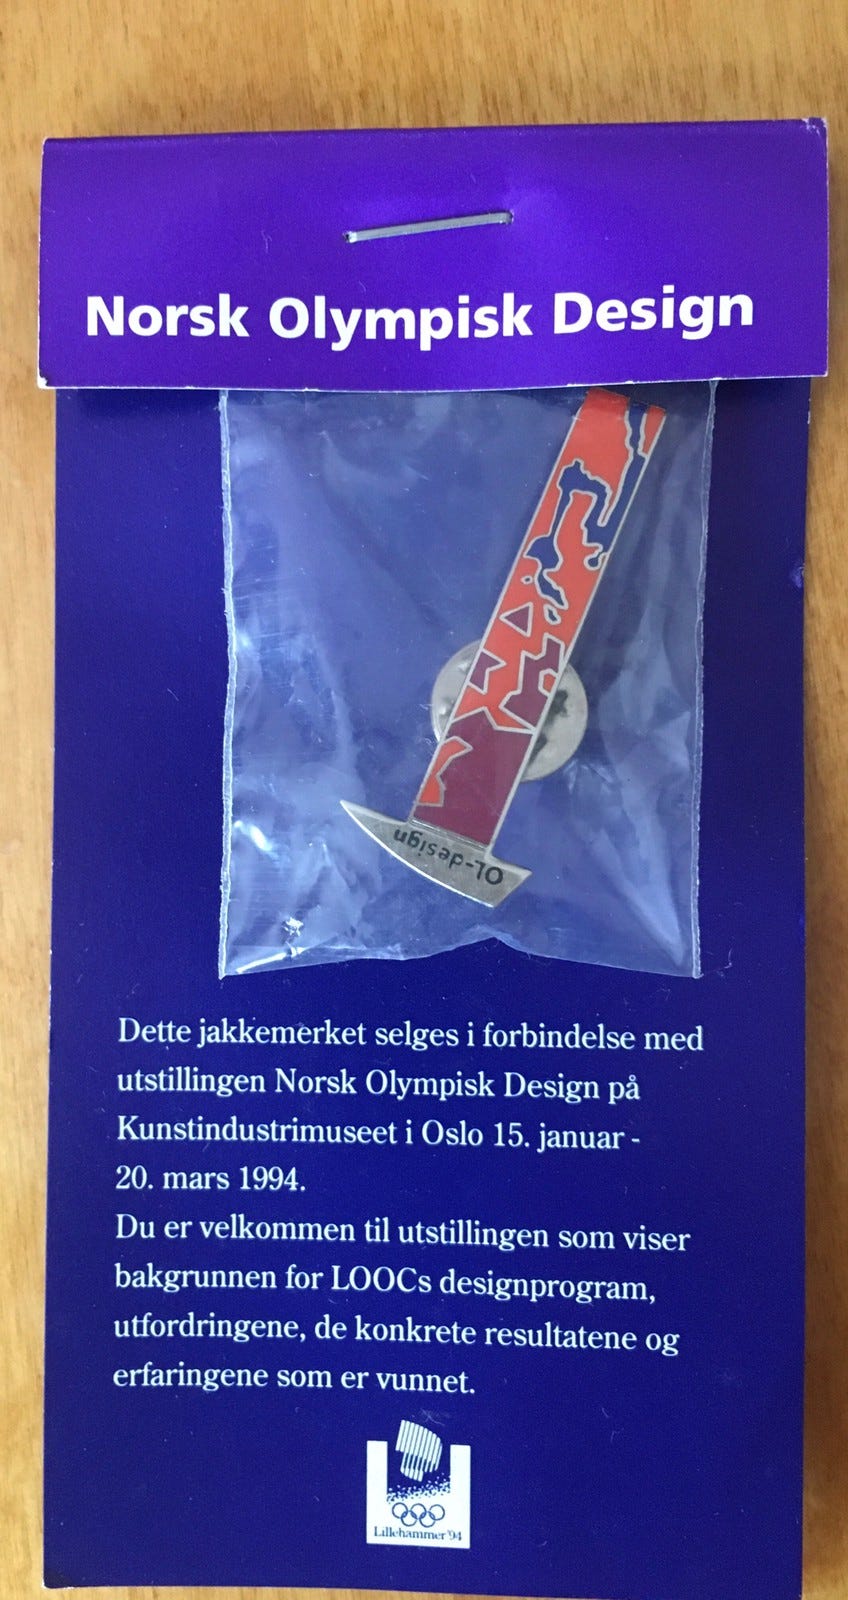 Norsk Olympisk Design
OL-design
Dette jakkemerket selges i forbindelse med
utstillingen Norsk Olympisk Design på
Kunstindustrimuseet i Oslo 15. januar -
20. mars 1994.
Du er velkommen til utstillingen som viser
bakgrunnen for LOOCs designprogram,
utfordringene, de konkrete resultatene og
erfaringene som er vunnet.
Lillehammer '94